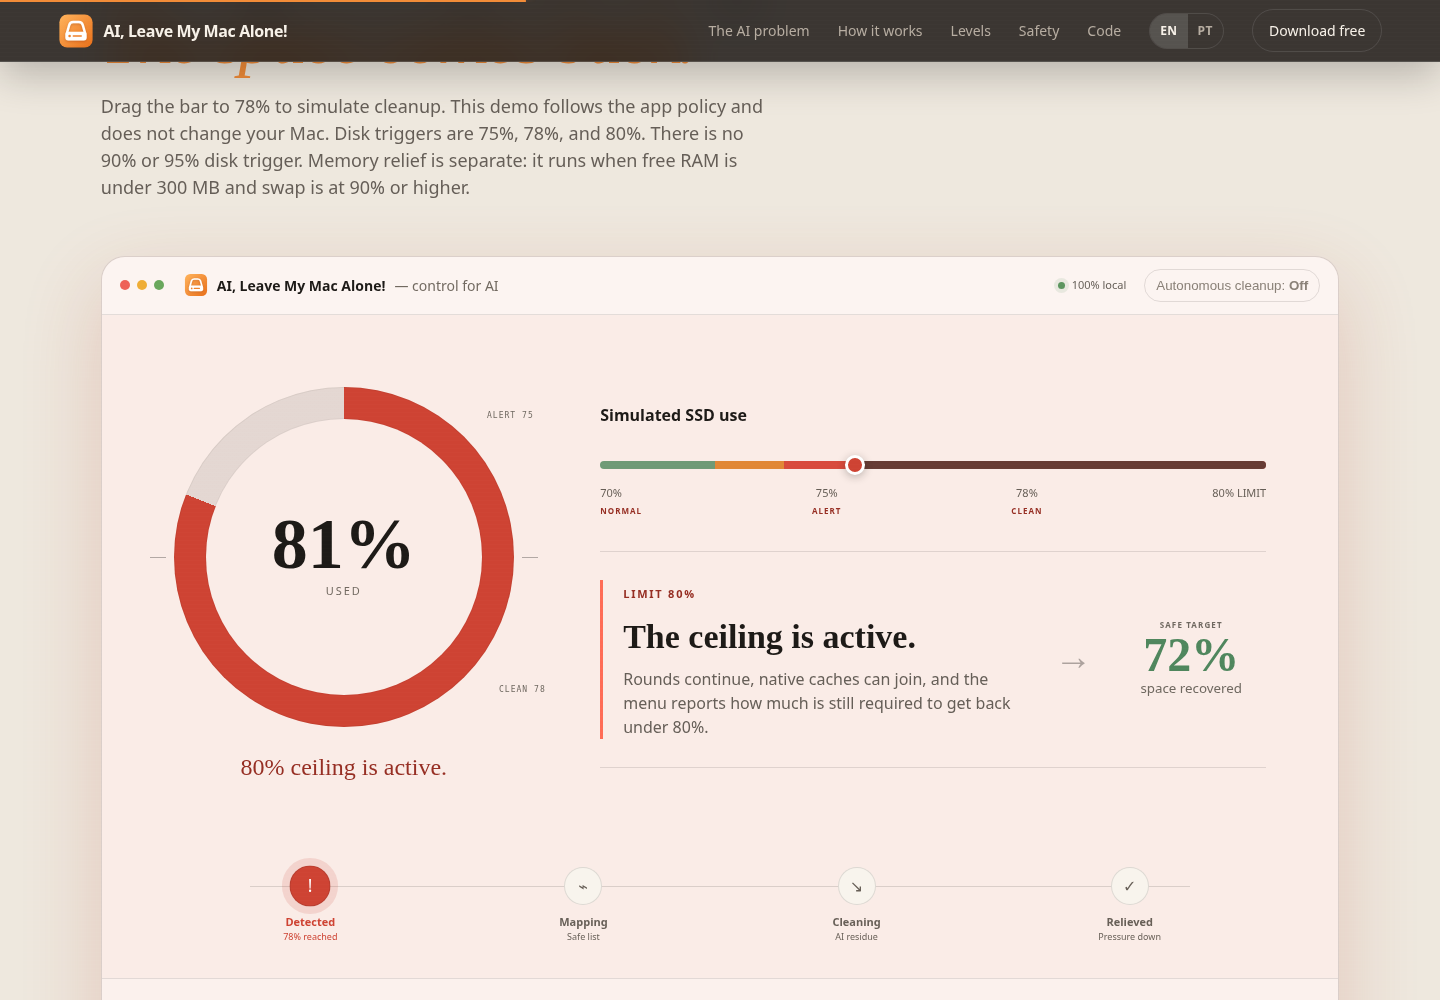 AI, Leave My Mac Alone!
The AI problem
How it works
Levels
Safety
Code
EN
PT
Download free
Drag the bar to 78% to simulate cleanup. This demo follows the app policy and
does not change your Mac. Disk triggers are 75%, 78%, and 80%. There is no
90% or 95% disk trigger. Memory relief is separate: it runs when free RAM is
under 300 MB and swap is at 90% or higher.
AI, Leave My Mac Alone! — control for AI
100% local
Autonomous cleanup: Off
ALERT 75
81%
USED
CLEAN 78
80% ceiling is active.
Simulated SSD use
70%
NORMAL
75%
ALERT
78%
CLEAN
80% LIMIT
LIMIT 80%
The ceiling is active.
Rounds continue, native caches can join, and the
menu reports how much is still required to get back
under 80%.
→
SAFE TARGET
72%
space recovered
!
Detected
78% reached
Mapping
Safe list
Cleaning
AI residue
Relieved
Pressure down